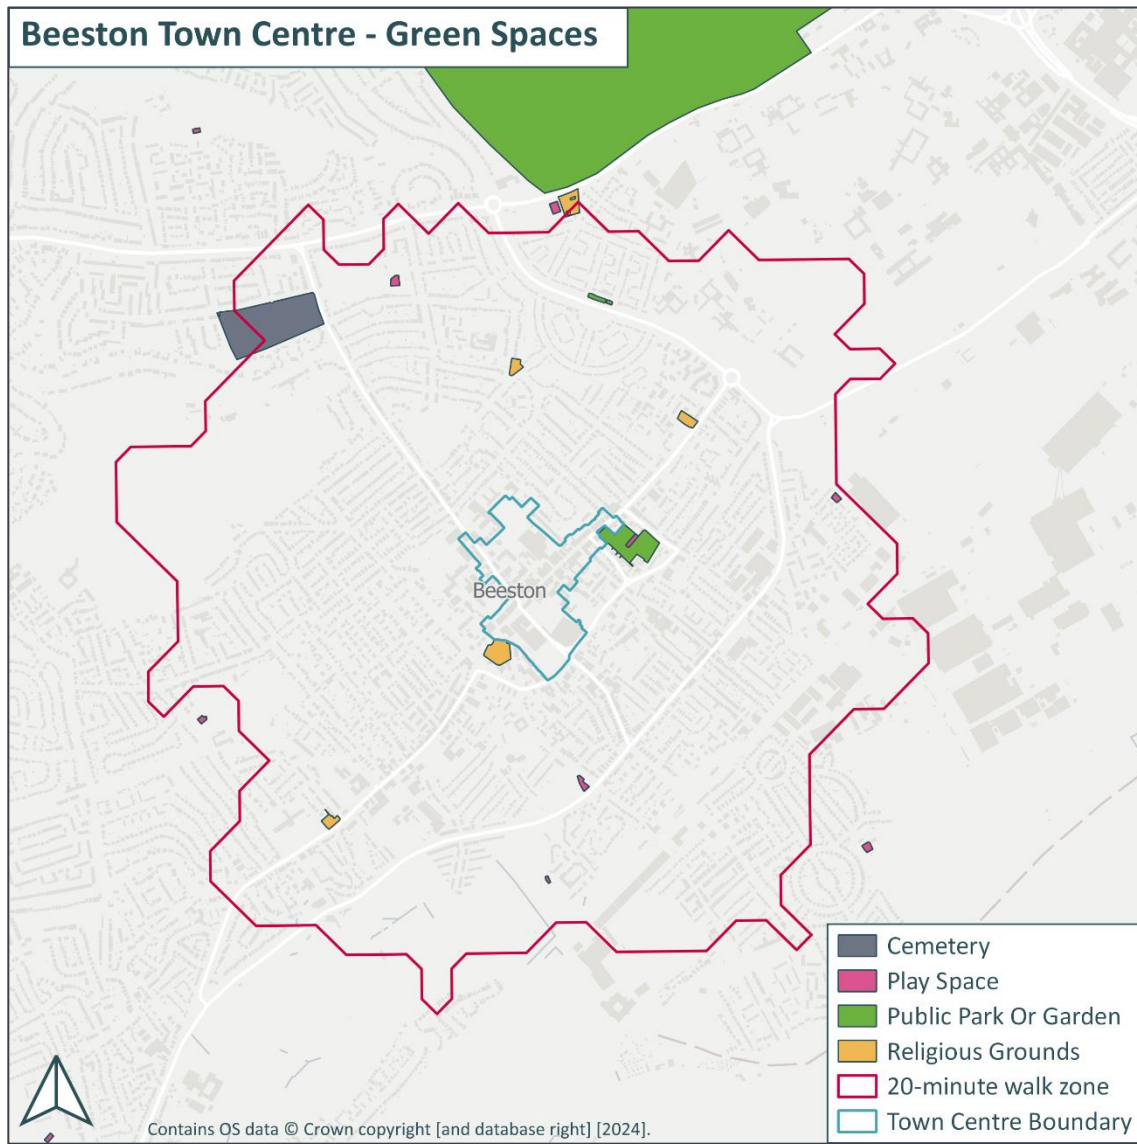 Beeston Town Centre - Green Spaces
Beeston
Cemetery
Play Space
Public Park Or Garden
Religious Grounds
20-minute walk zone
Town Centre Boundary
Contains OS data © Crown copyright [and database right] [2024].